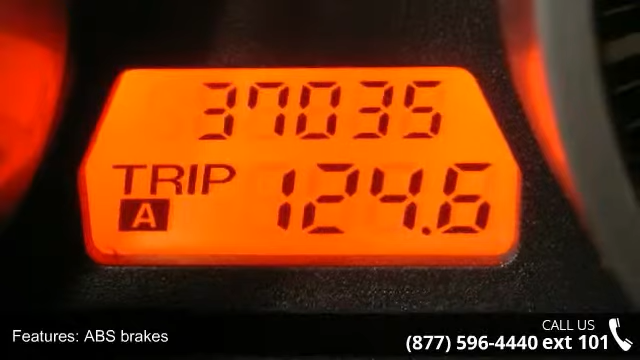 37035
TRIP
A 124.6
Features: ABS brakes
CALL US
(877) 596-4440 ext 101